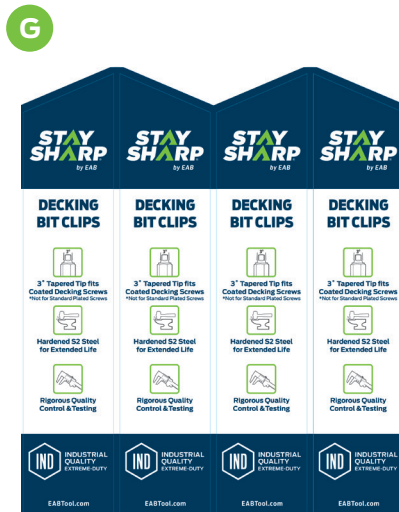 G
STAY
SHARP
by EAB
DECKING
BIT CLIPS
3° Tapered Tip fits
Coated Decking Screws
*Not for Standard Plated Screws
Hardened S2 Steel
for Extended Life
Rigorous Quality
Control & Testing
IND
INDUSTRIAL
QUALITY
EXTREME-DUTY
EABTool.com
STAY
SHARP
by EAB
DECKING
BIT CLIPS
3° Tapered Tip fits
Coated Decking Screws
*Not for Standard Plated Screws
Hardened S2 Steel
for Extended Life
Rigorous Quality
Control & Testing
IND
INDUSTRIAL
QUALITY
EXTREME-DUTY
EABTool.com
STAY
SHARP
by EAB
DECKING
BIT CLIPS
3° Tapered Tip fits
Coated Decking Screws
*Not for Standard Plated Screws
Hardened S2 Steel
for Extended Life
Rigorous Quality
Control & Testing
IND
INDUSTRIAL
QUALITY
EXTREME-DUTY
EABTool.com
STAY
SHARP
by EAB
DECKING
BIT CLIPS
3° Tapered Tip fits
Coated Decking Screws
*Not for Standard Plated Screws
Hardened S2 Steel
for Extended Life
Rigorous Quality
Control & Testing
IND
INDUSTRIAL
QUALITY
EXTREME-DUTY
EABTool.com